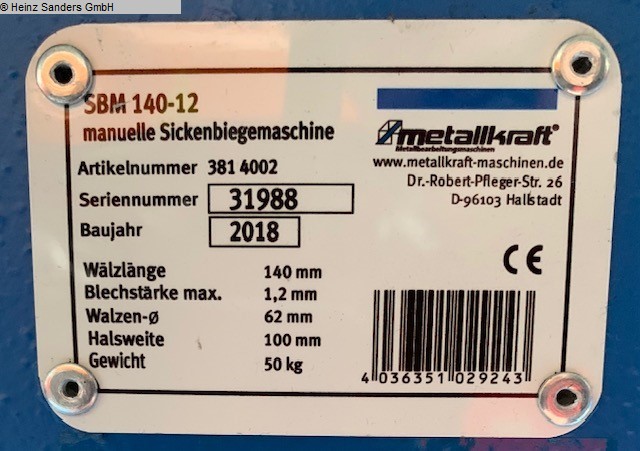 © Heinz Sanders GmbH
SBM 140-12
manuelle Sickenbiegemaschine
Artikelnummer 381 4002
Seriennummer 31988
Baujahr 2018
Wälzlänge 140 mm
Blechstärke max. 1,2 mm
Walzen-ø 62 mm
Halsweite 100 mm
Gewicht 50 kg
metallkraft®
Metallbearbeitungsmaschinen
www.metallkraft-maschinen.de
Dr.-Robert-Pfleger-Str. 26
D-96103 Hallstadt
CE
4 036351 029243